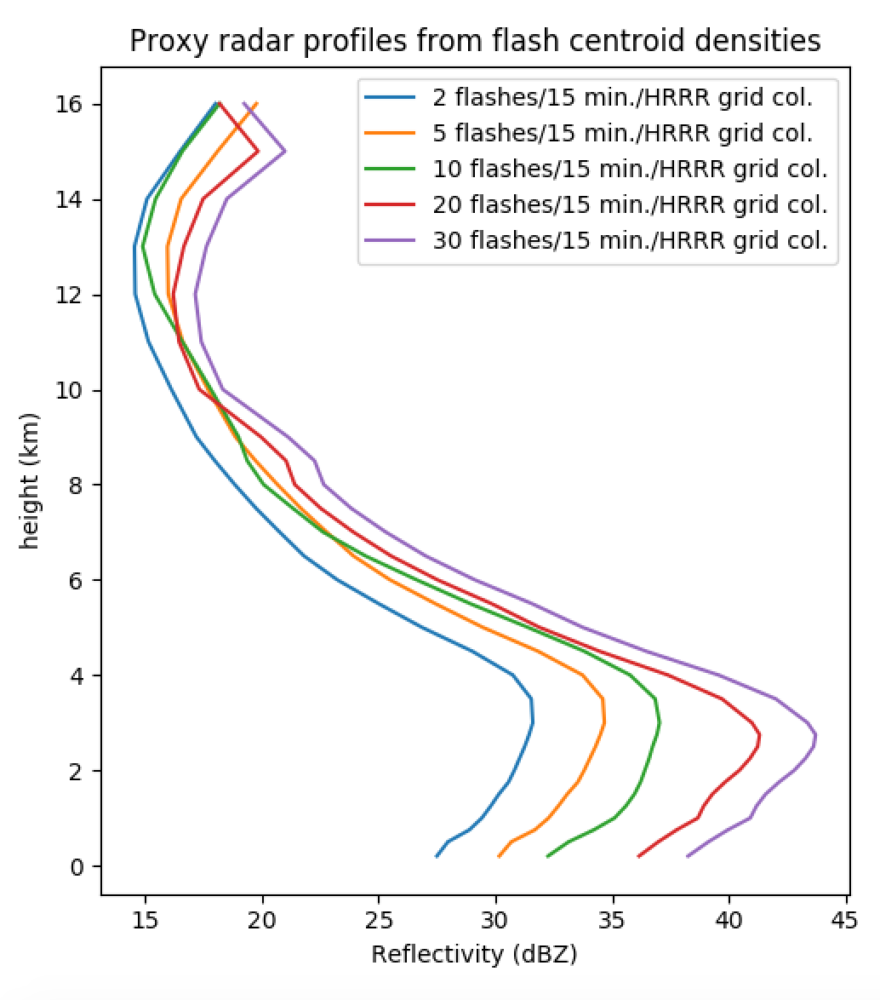 Proxy radar profiles from flash centroid densities
2 flashes/15 min./HRRR grid col.
5 flashes/15 min./HRRR grid col.
10 flashes/15 min./HRRR grid col.
20 flashes/15 min./HRRR grid col.
30 flashes/15 min./HRRR grid col.
height (km)
16
14
12
10
8
6
4
2
0
15 20 25 30 35 40 45
Reflectivity (dBZ)